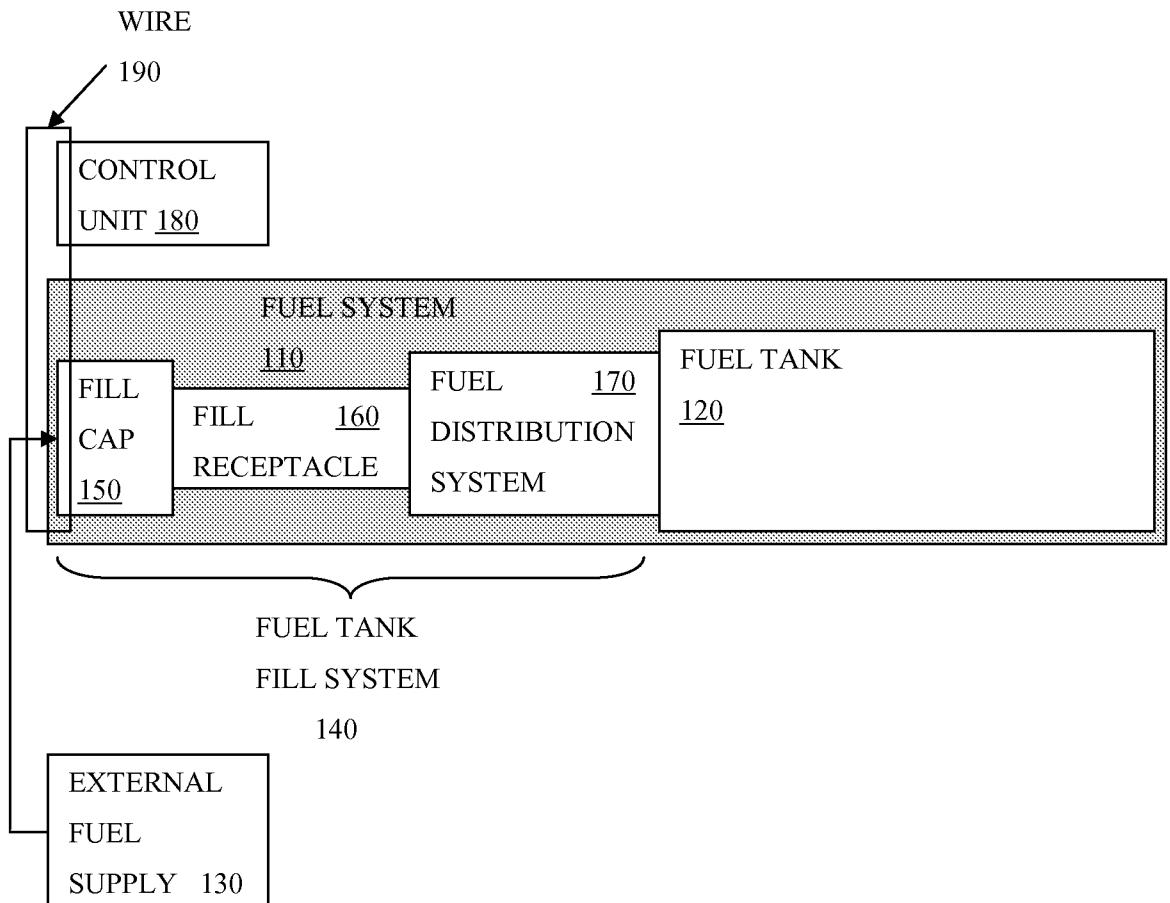 WIRE
190
CONTROL
UNIT 180
FUEL SYSTEM
110
FILL
CAP
150
FILL 160
RECEPTACLE
FUEL 170
DISTRIBUTION
SYSTEM
FUEL TANK
120
FUEL TANK
FILL SYSTEM
140
EXTERNAL
FUEL
SUPPLY 130